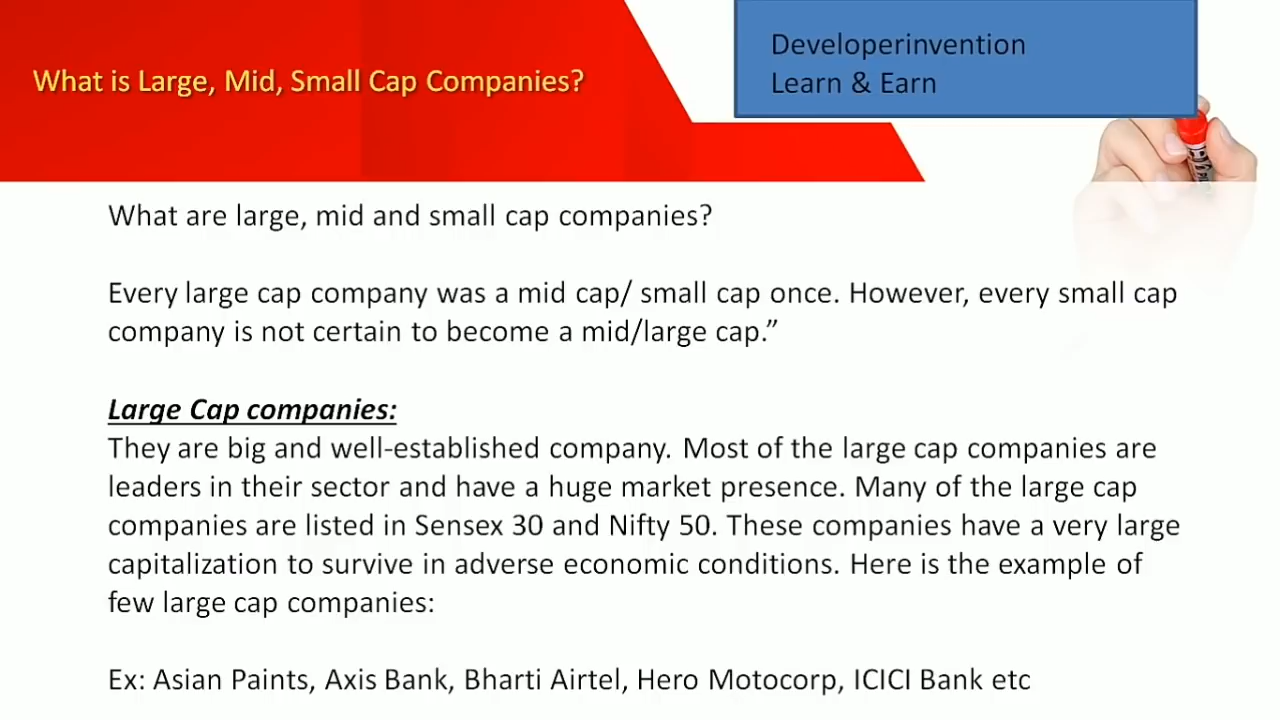 What is Large, Mid, Small Cap Companies?
Developerinvention
Learn & Earn
What are large, mid and small cap companies?
Every large cap company was a mid cap/ small cap once. However, every small cap
company is not certain to become a mid/large cap.”
Large Cap companies:
They are big and well-established company. Most of the large cap companies are
leaders in their sector and have a huge market presence. Many of the large cap
companies are listed in Sensex 30 and Nifty 50. These companies have a very large
capitalization to survive in adverse economic conditions. Here is the example of
few large cap companies:
Ex: Asian Paints, Axis Bank, Bharti Airtel, Hero Motocorp, ICICI Bank etc